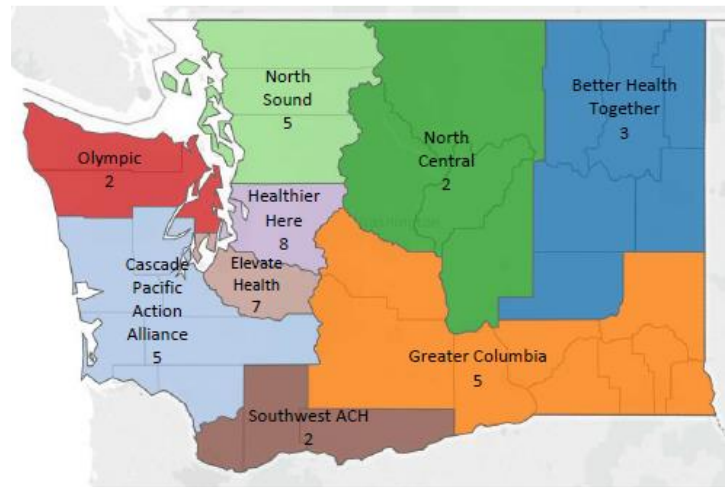 North
Sound
5
Better Health
Together
3
Olympic
2
North
Central
2
Healthier
Here
8
Cascade
Pacific
Action
Alliance
5
Elevate
Health
7
Greater Columbia
5
Southwest ACH
2